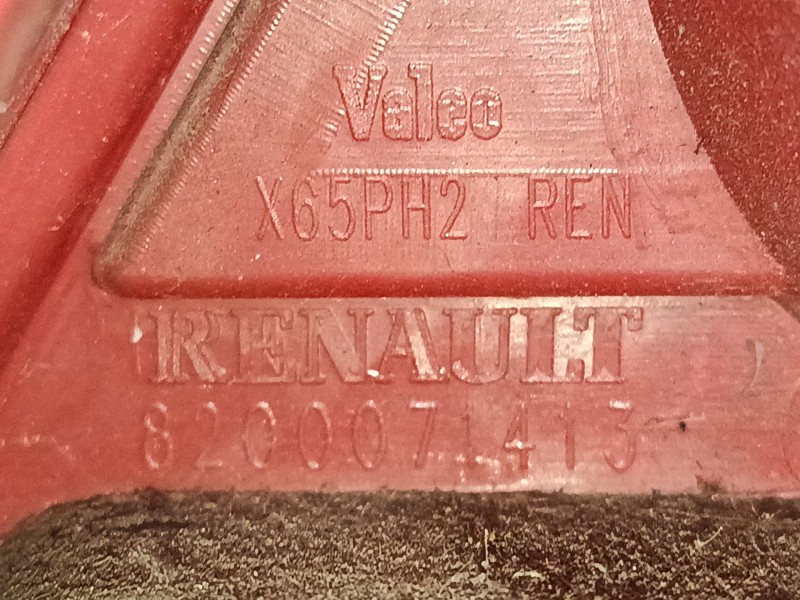 Valeo
X65PH2 REN
RENAULT
8200071413